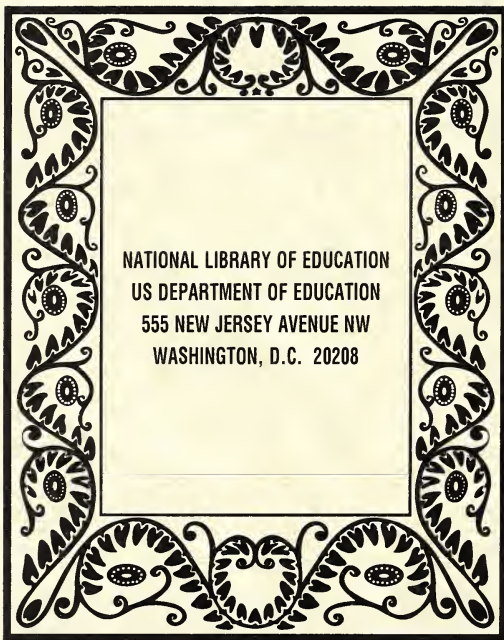 NATIONAL LIBRARY OF EDUCATION
US DEPARTMENT OF EDUCATION
555 NEW JERSEY AVENUE NW
WASHINGTON, D.C. 20208